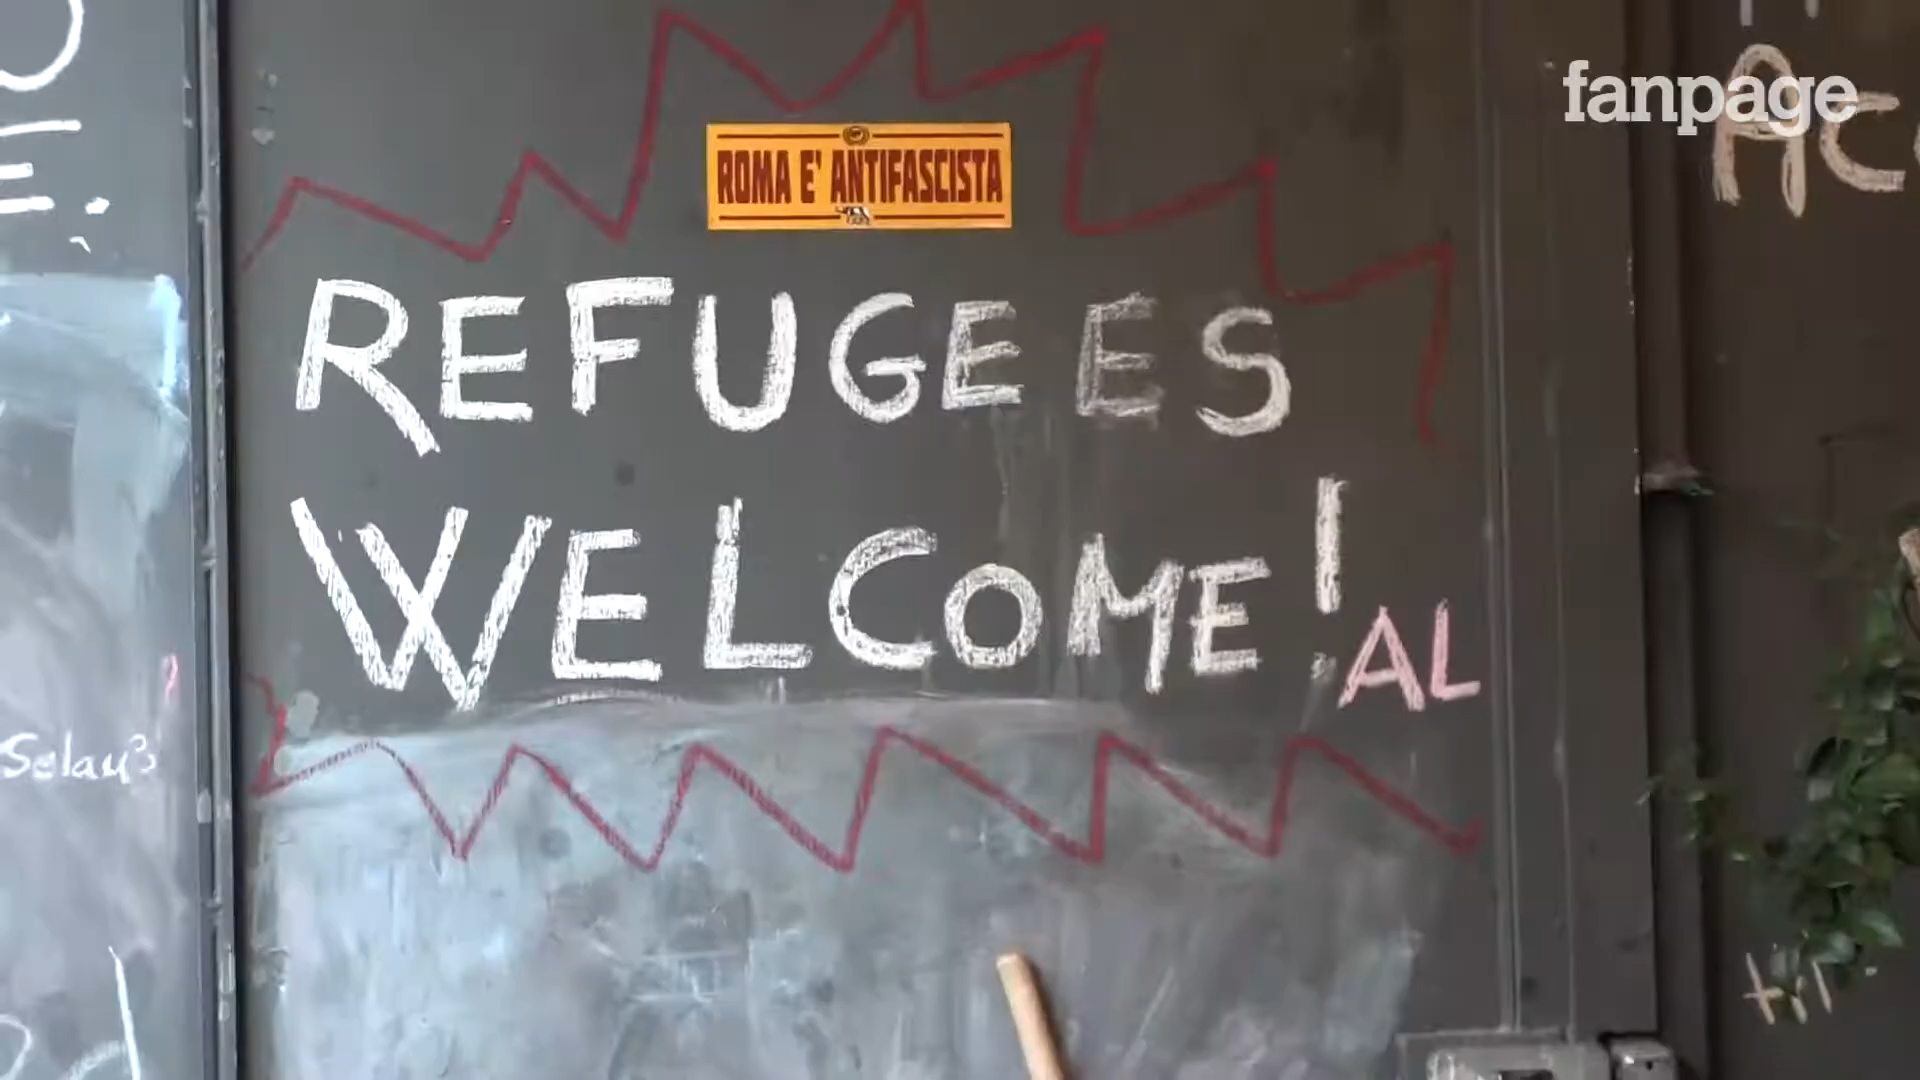 fanpage
ROMA E' ANTIFASCISTA
REFUGEES
WELCOME!
AL